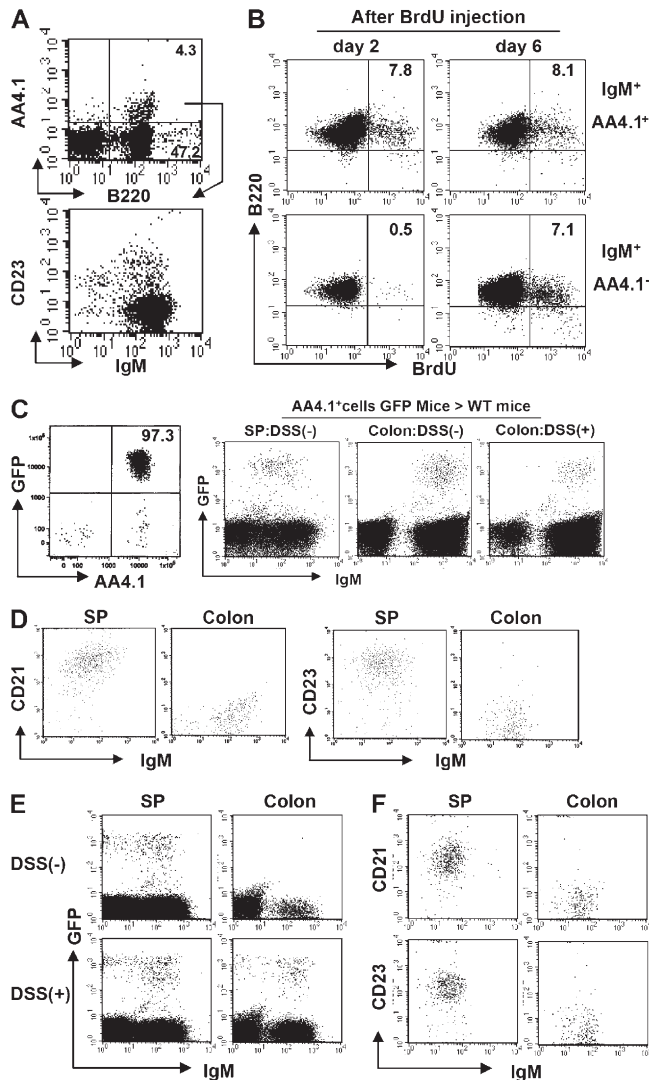 A
4.3
47.2
AA4.1
B220
CD23
IgM
B
After BrdU injection
day 2
day 6
7.8
8.1
IgM⁺
AA4.1⁺
B220
0.5
7.1
IgM⁺
AA4.1⁻
BrdU
C
97.3
GFP
AA4.1
AA4.1⁺cells GFP Mice > WT mice
SP:DSS(-)
Colon:DSS(-)
Colon:DSS(+)
GFP
IgM
D
SP
Colon
CD21
IgM
SP
Colon
CD23
IgM
E
SP
Colon
DSS(-)
DSS(+)
GFP
IgM
F
SP
Colon
CD21
CD23
IgM